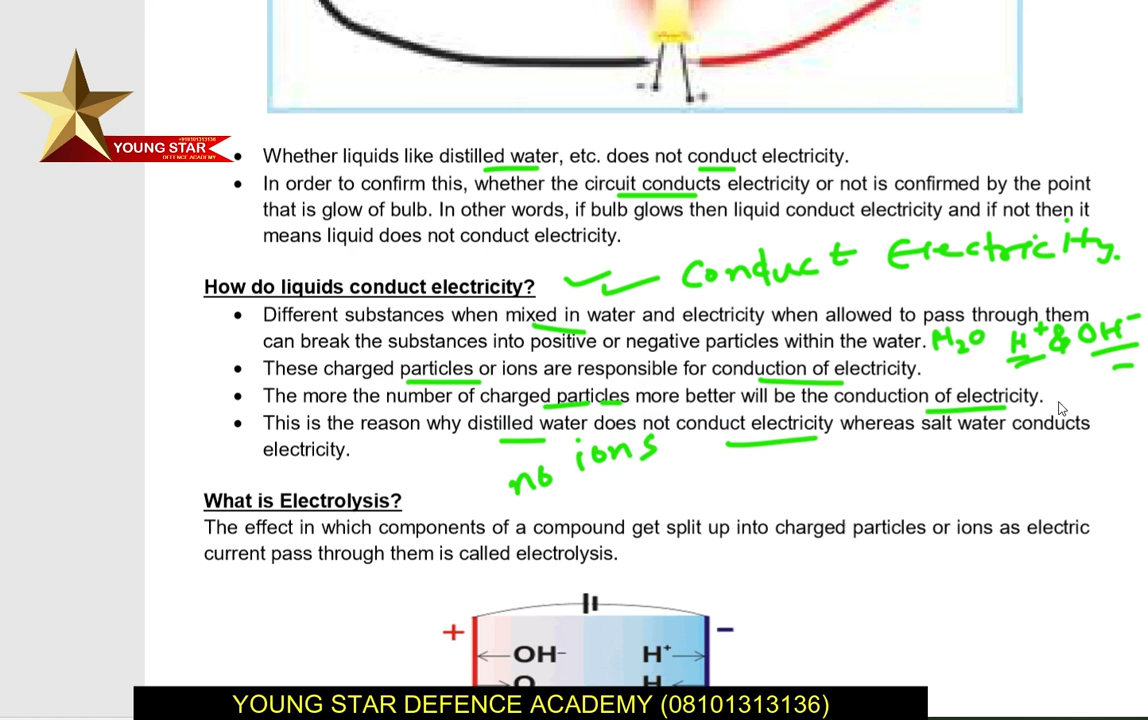 - +
+918101313136
YOUNG STAR
DEFENCE ACADEMY
• Whether liquids like distilled water, etc. does not conduct electricity.
• In order to confirm this, whether the circuit conducts electricity or not is confirmed by the point
that is glow of bulb. In other words, if bulb glows then liquid conduct electricity and if not then it
means liquid does not conduct electricity.
Conduct Electricity.
How do liquids conduct electricity?
• Different substances when mixed in water and electricity when allowed to pass through them
can break the substances into positive or negative particles within the water. H2O H+ & OH-
• These charged particles or ions are responsible for conduction of electricity.
• The more the number of charged particles more better will be the conduction of electricity.
• This is the reason why distilled water does not conduct electricity whereas salt water conducts
electricity.
no ions
What is Electrolysis?
The effect in which components of a compound get split up into charged particles or ions as electric
current pass through them is called electrolysis.
+ -
OH- H+
YOUNG STAR DEFENCE ACADEMY (08101313136)